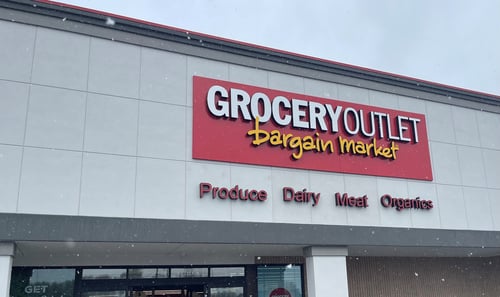 GROCERY OUTLET
bargain market
Produce Dairy Meat Organics
GET